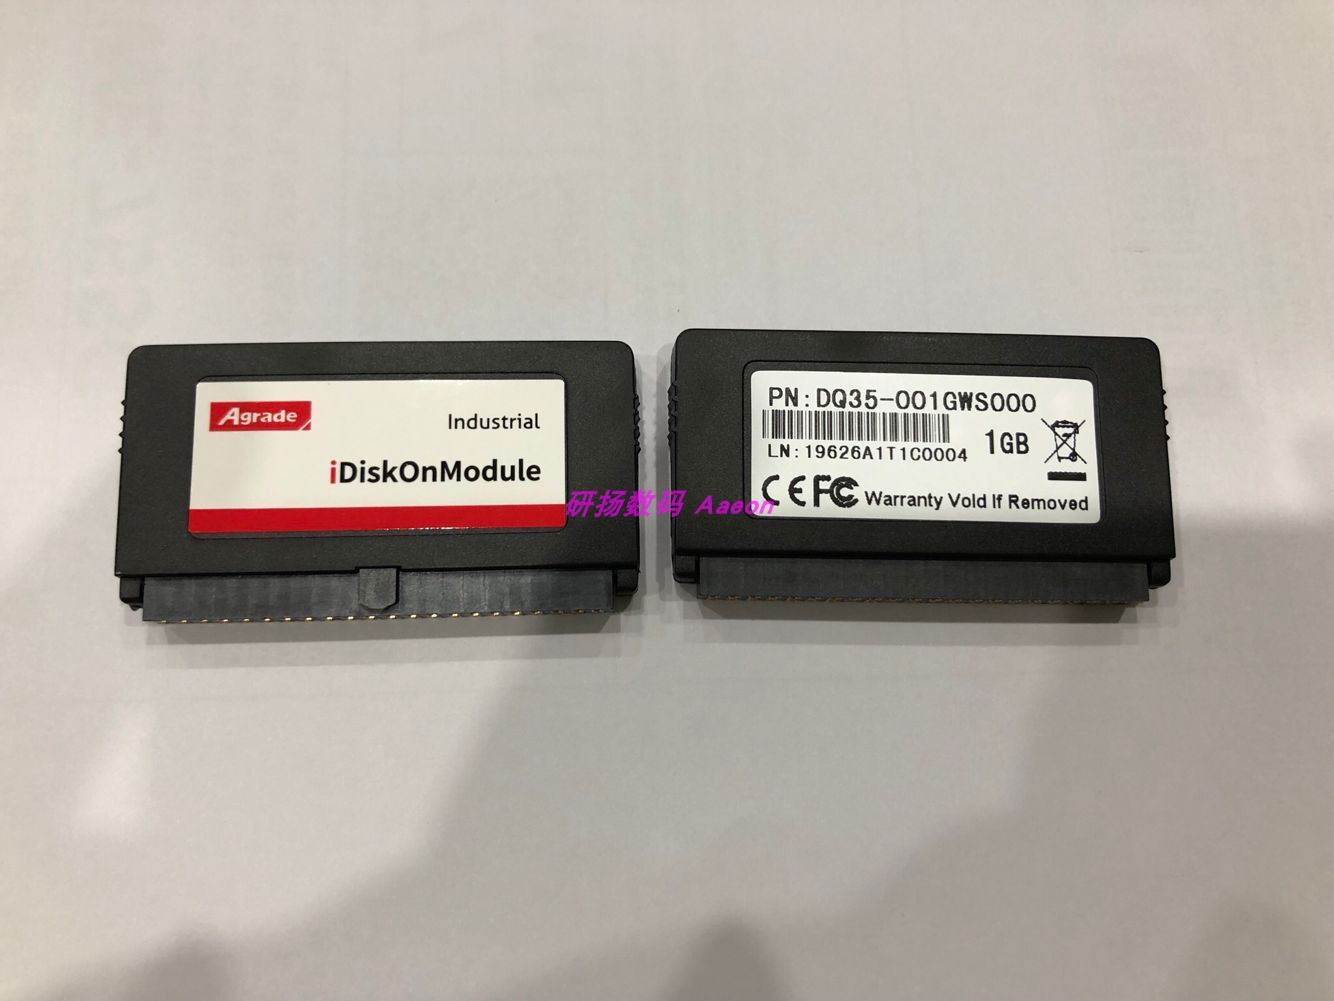 Agrade
Industrial
iDiskOnModule
研扬数码 Aaeon
PN:DQ35-001GWS000
LN:19626A1T1C0004
1GB
CE FC Warranty Void If Removed